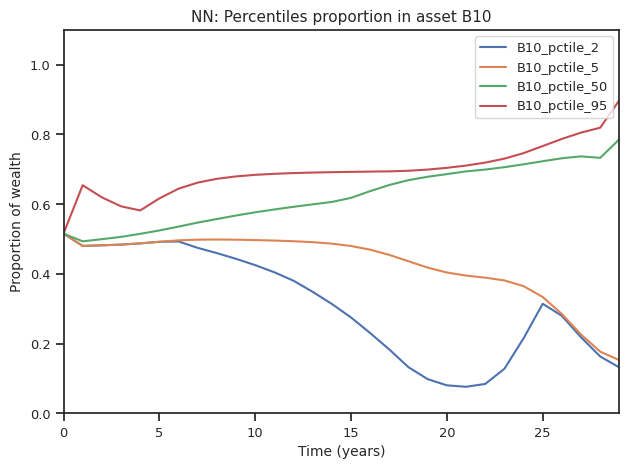 NN: Percentiles proportion in asset B10
B10_pctile_2
B10_pctile_5
B10_pctile_50
B10_pctile_95
Proportion of wealth
1.0
0.8
0.6
0.4
0.2
0.0
0
5
10
15
20
25
Time (years)